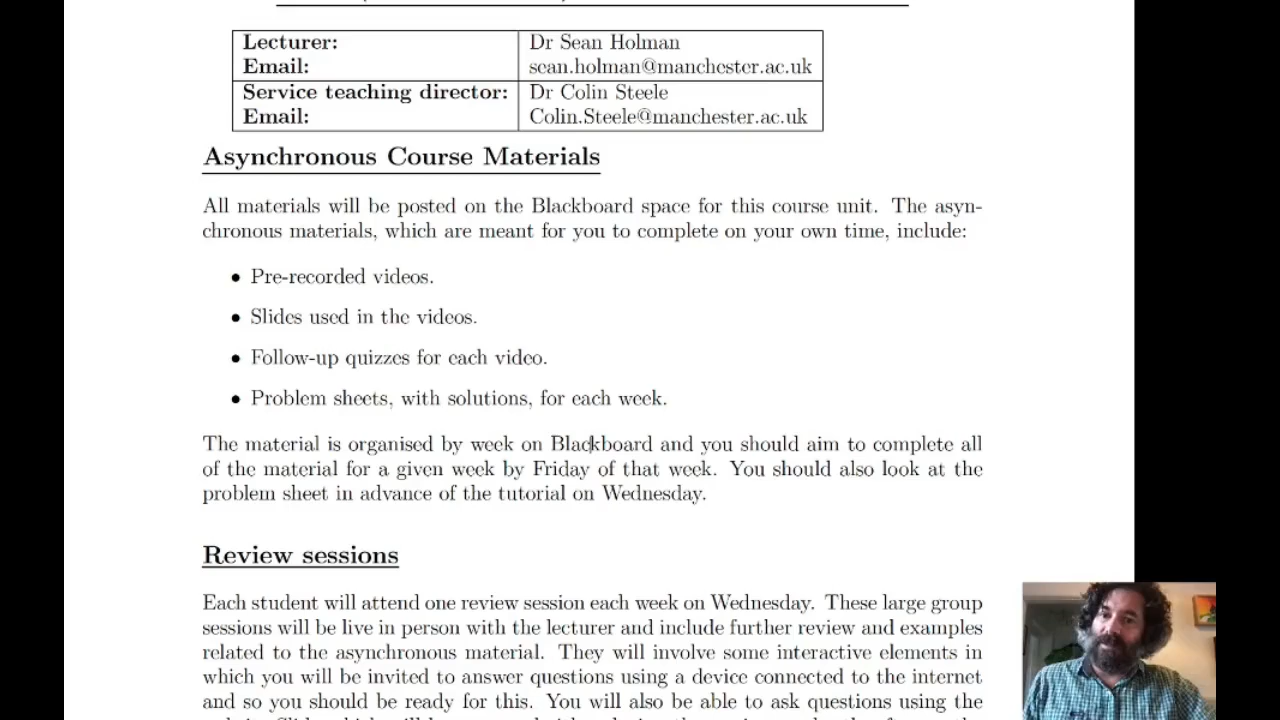 Lecturer: Dr Sean Holman
Email: sean.holman@manchester.ac.uk
Service teaching director: Dr Colin Steele
Email: Colin.Steele@manchester.ac.uk
Asynchronous Course Materials
All materials will be posted on the Blackboard space for this course unit. The asyn-
chronous materials, which are meant for you to complete on your own time, include:
• Pre-recorded videos.
• Slides used in the videos.
• Follow-up quizzes for each video.
• Problem sheets, with solutions, for each week.
The material is organised by week on Blackboard and you should aim to complete all
of the material for a given week by Friday of that week. You should also look at the
problem sheet in advance of the tutorial on Wednesday.
Review sessions
Each student will attend one review session each week on Wednesday. These large group
sessions will be live in person with the lecturer and include further review and examples
related to the asynchronous material. They will involve some interactive elements in
which you will be invited to answer questions using a device connected to the internet
and so you should be ready for this. You will also be able to ask questions using the